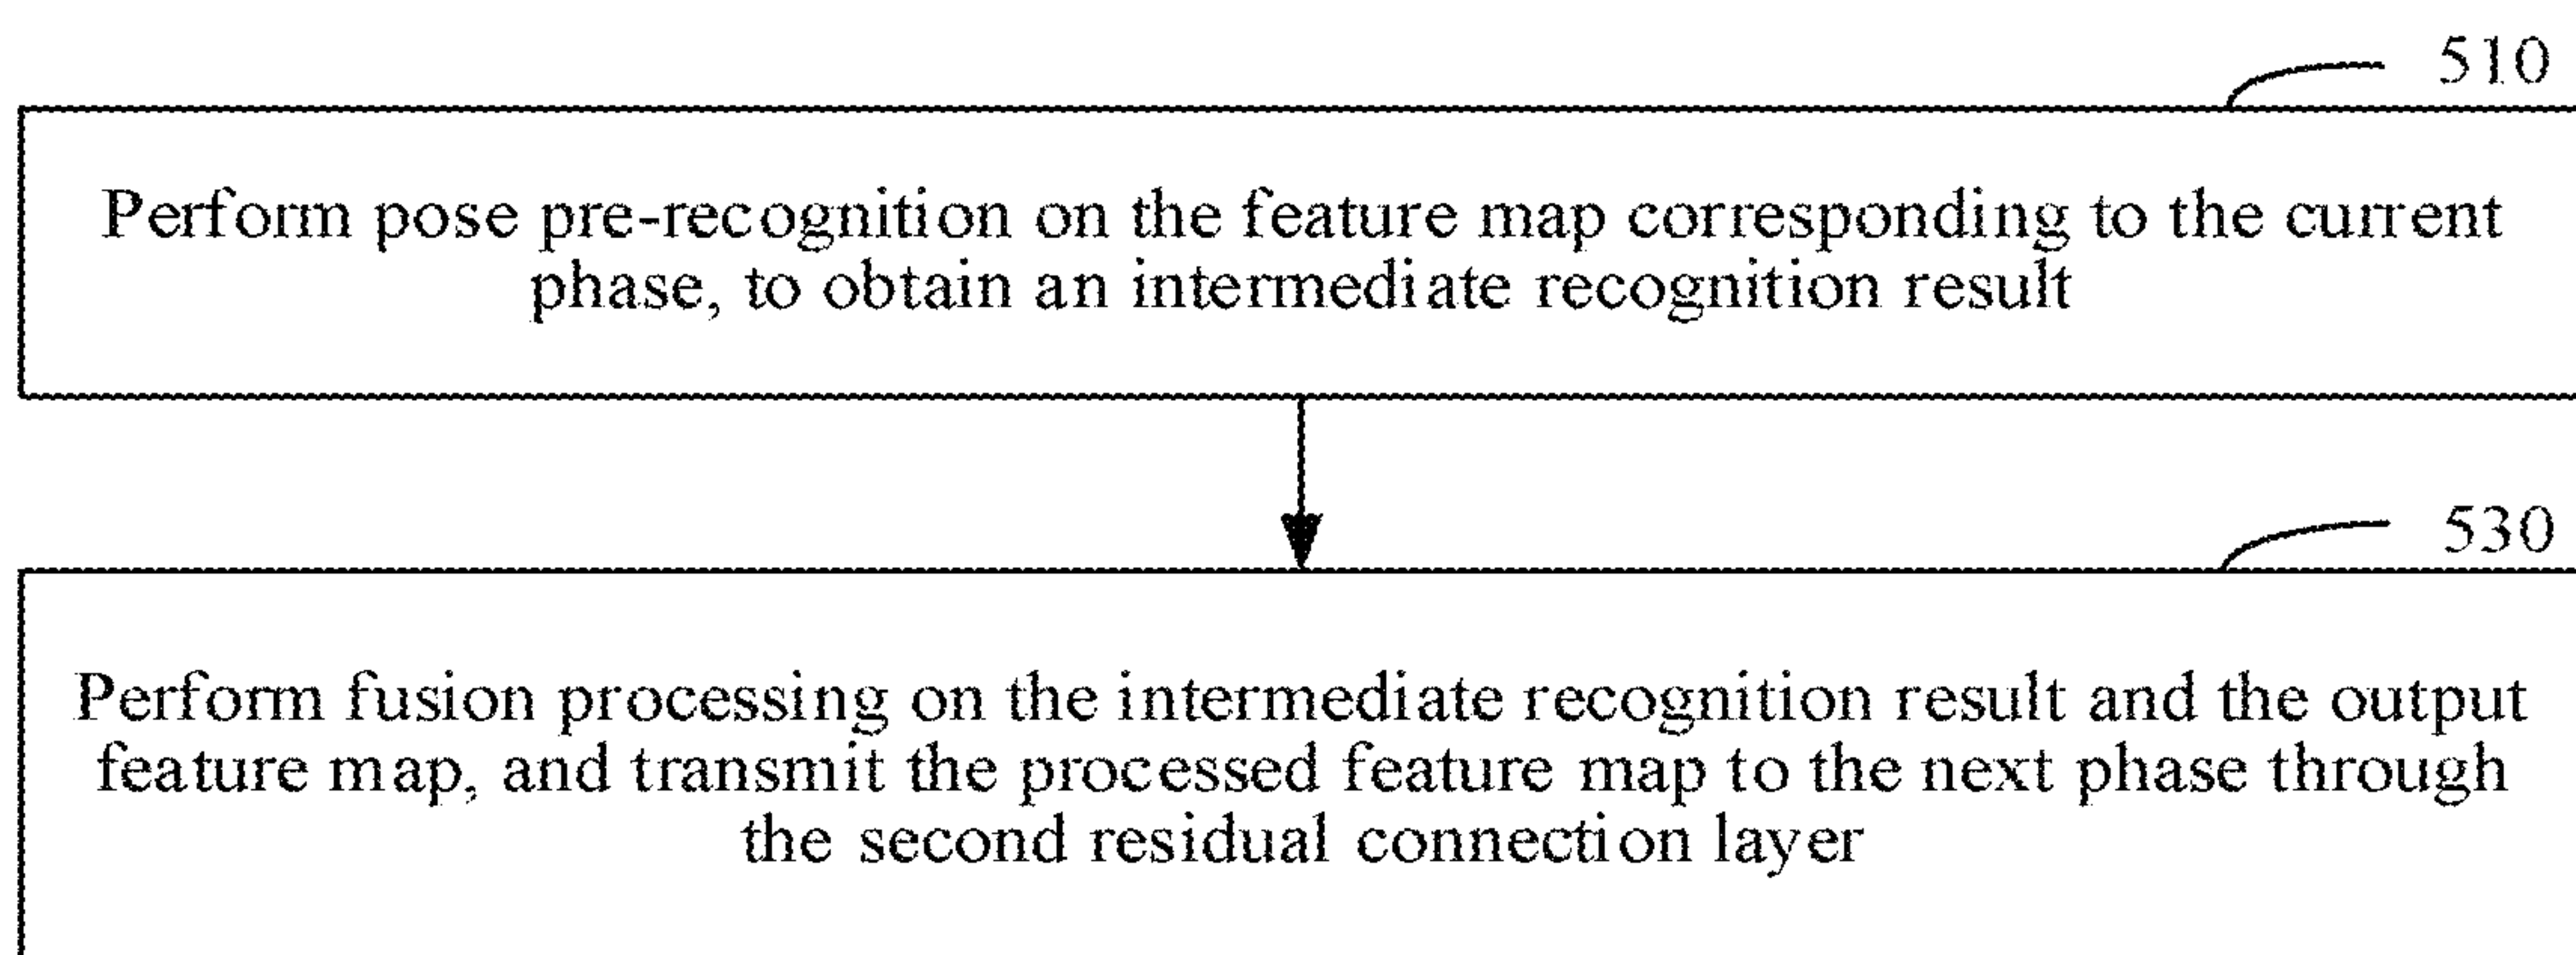 510
Perform pose pre-recognition on the feature map corresponding to the current
phase, to obtain an intermediate recognition result
530
Perform fusion processing on the intermediate recognition result and the output
feature map, and transmit the processed feature map to the next phase through
the second residual connection layer